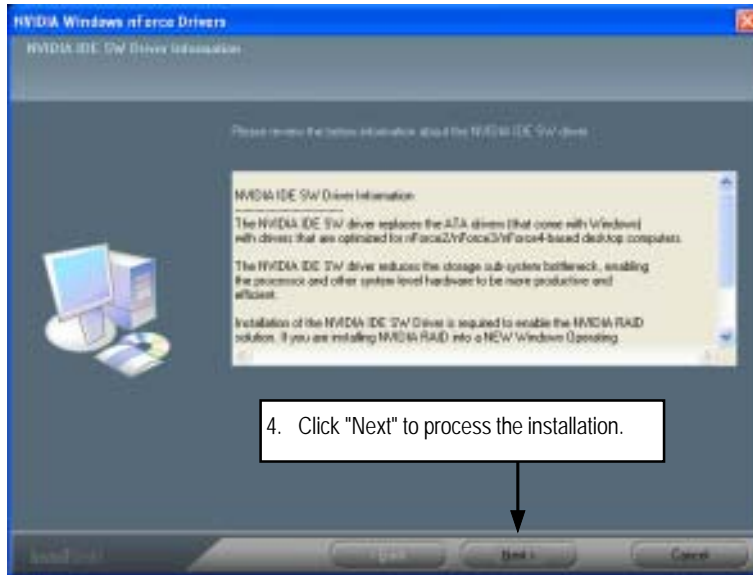 NVIDIA Windows nForce Drivers
NVIDIA IDE SW Driver Information
Please review the below information about the NVIDIA IDE SW driver
NVIDIA IDE SW Driver Information
The NVIDIA IDE SW driver replaces the ATA drivers (that come with Windows)
with drivers that are optimized for nForce2/nForce3/nForce4-based desktop computers.
The NVIDIA IDE SW driver reduces the storage sub-system bottleneck, enabling
the processor and other system level hardware to be more productive and
efficient.
Installation of the NVIDIA IDE SW Driver is required to enable the NVIDIA RAID
solution. If you are installing NVIDIA RAID into a NEW Windows Operating
4. Click "Next" to process the installation.
InstallShield
Next >
Cancel